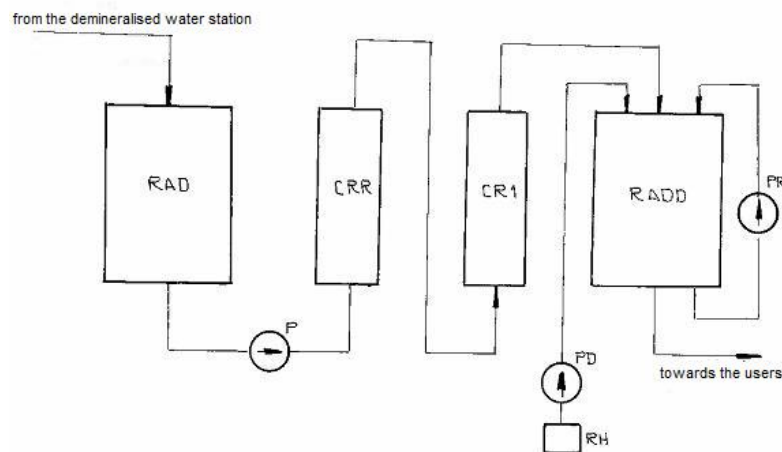 from the demineralised water station
RAD
CRR
CR1
RADD
PR
P
PD
towards the users
RH